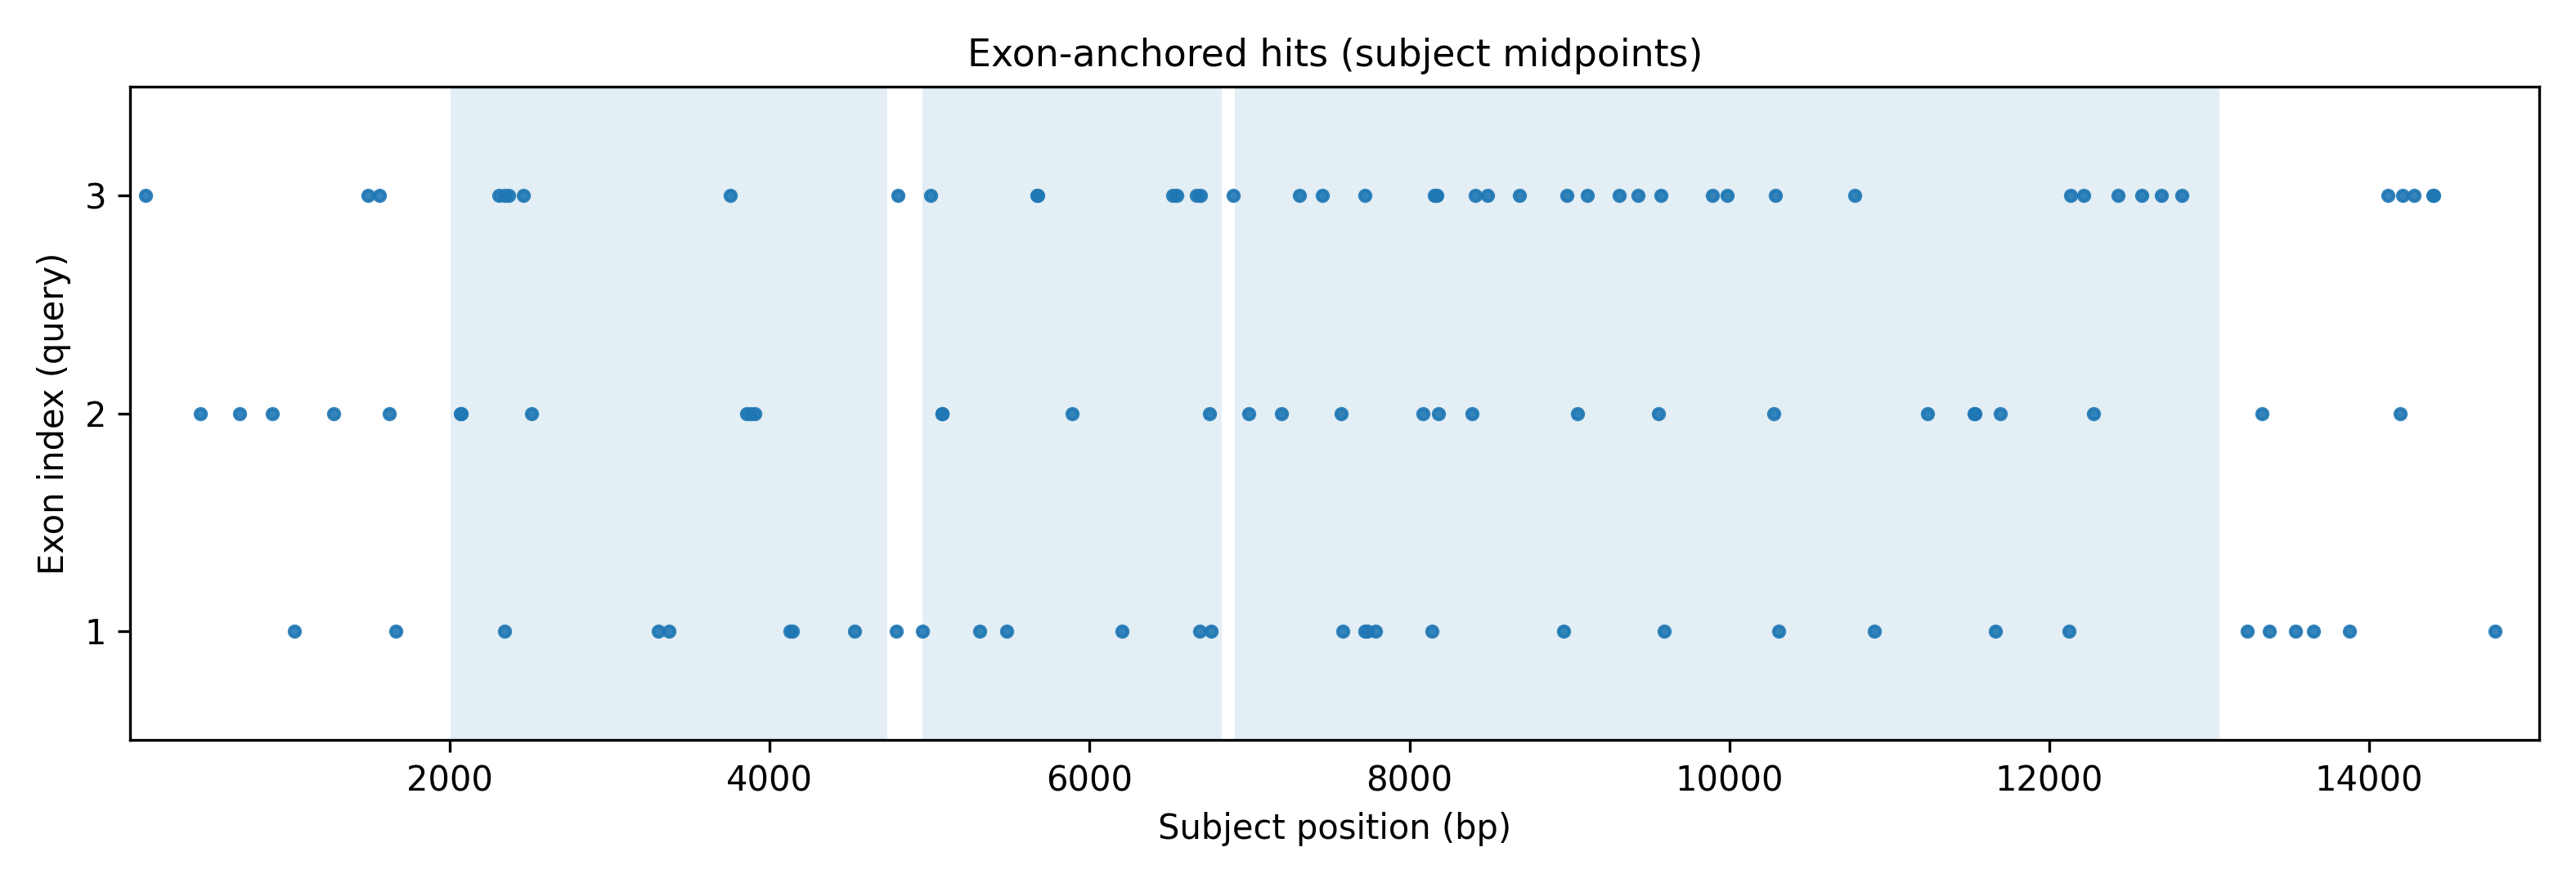 Exon-anchored hits (subject midpoints)
Exon index (query)
3
2
1
2000 4000 6000 8000 10000 12000 14000
Subject position (bp)